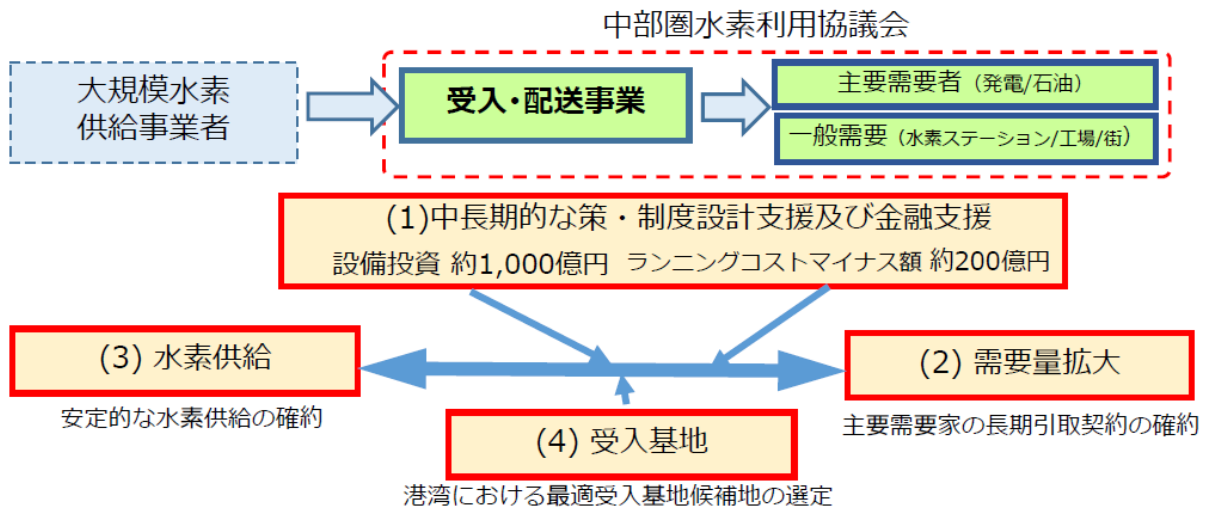 中部圏水素利用協議会
大規模水素
供給事業者
受入・配送事業
主要需要者（発電/石油）
一般需要（水素ステーション/工場/街）
(1)中長期的な策・制度設計支援及び金融支援
設備投資 約1,000億円 ランニングコストマイナス額 約200億円
(3) 水素供給
安定的な水素供給の確約
(2) 需要量拡大
主要需要家の長期引取契約の確約
(4) 受入基地
港湾における最適受入基地候補地の選定